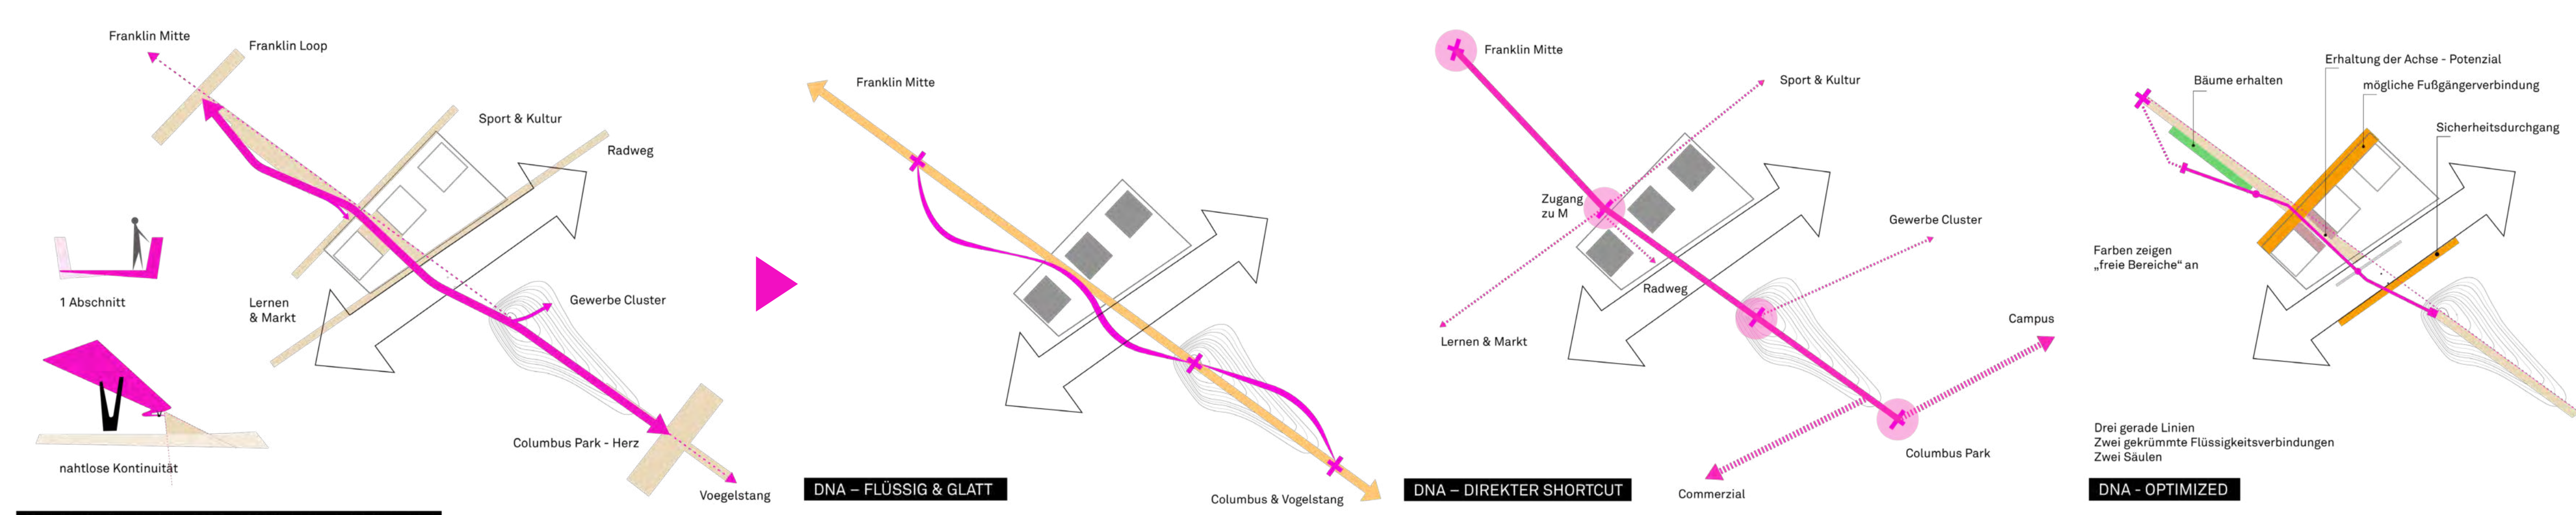 Franklin Mitte
Franklin Loop
Sport & Kultur
Radweg
1 Abschnitt
Lernen
& Markt
Gewerbe Cluster
nahtlose Kontinuität
Columbus Park - Herz
Voegelstang
Franklin Mitte
DNA – FLÜSSIG & GLATT
Columbus & Vogelstang
Franklin Mitte
Sport & Kultur
Zugang
zu M
Gewerbe Cluster
Radweg
Lernen & Markt
Campus
Columbus Park
Commerzial
DNA – DIREKTER SHORTCUT
Erhaltung der Achse - Potenzial
Bäume erhalten
mögliche Fußgängerverbindung
Sicherheitsdurchgang
Farben zeigen
„freie Bereiche“ an
Drei gerade Linien
Zwei gekrümmte Flüssigkeitsverbindungen
Zwei Säulen
DNA - OPTIMIZED